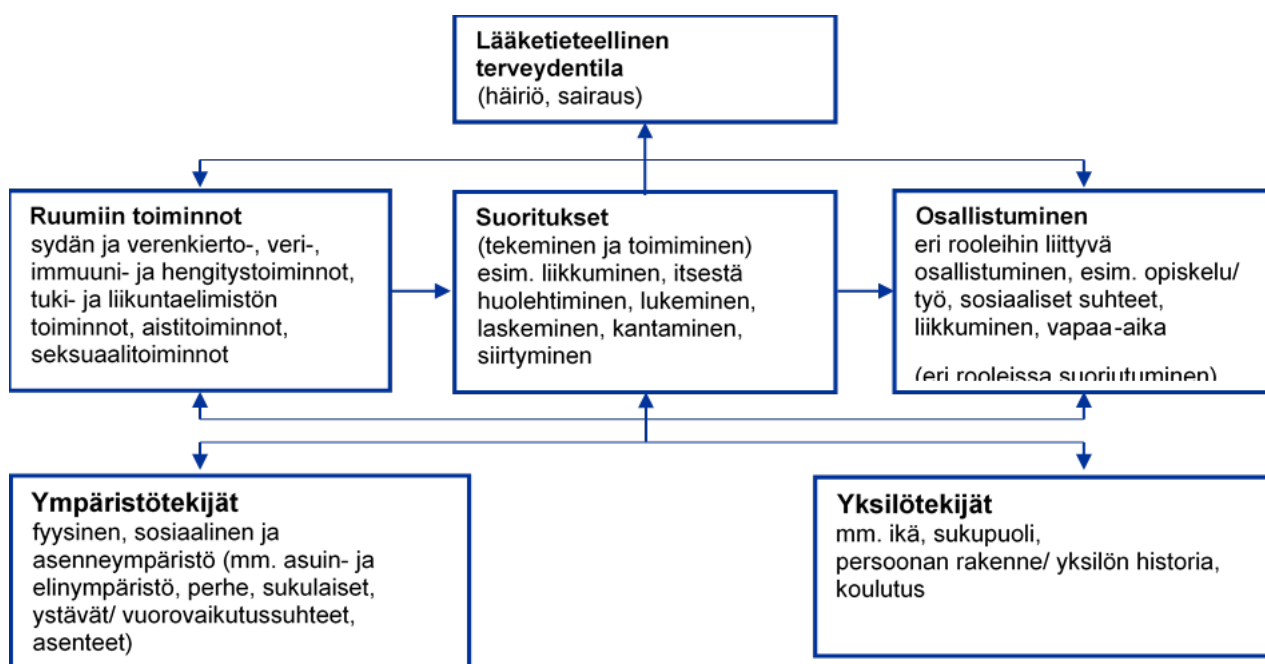 Lääketieteellinen
terveydentila
(häiriö, sairaus)
Ruumiin toiminnot
sydän ja verenkierto-, veri-,
immuuni- ja hengitystoiminnot,
tuki- ja liikuntaelimistön
toiminnot, aistitoiminnot,
seksuaalitoiminnot
Suoritukset
(tekeminen ja toimiminen)
esim. liikkuminen, itsestä
huolehtiminen, lukeminen,
laskeminen, kantaminen,
siirtyminen
Osallistuminen
eri rooleihin liittyvä
osallistuminen, esim. opiskelu/
työ, sosiaaliset suhteet,
liikkuminen, vapaa-aika
(eri rooleissa suoriutuminen)
Ympäristötekijät
fyysinen, sosiaalinen ja
asenneympäristö (mm. asuin- ja
elinympäristö, perhe, sukulaiset,
ystävät/ vuorovaikutussuhteet,
asenteet)
Yksilötekijät
mm. ikä, sukupuoli,
persoonan rakenne/ yksilön historia,
koulutus